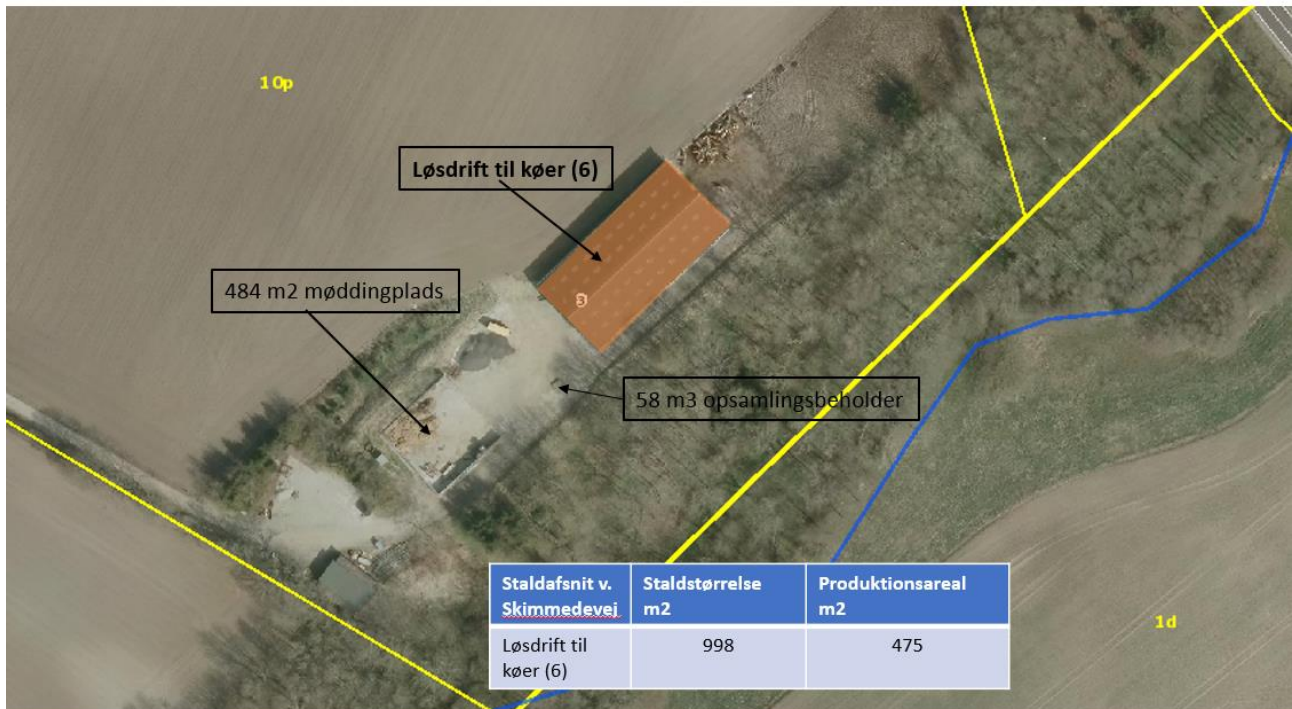 10p
Løsdrift til køer (6)
484 m2 møddingplads
3
58 m3 opsamlingsbeholder
Staldafsnit v. Skimmedevej
Staldstørrelse m2
Produktionsareal m2
Løsdrift til køer (6)
998
475
1d